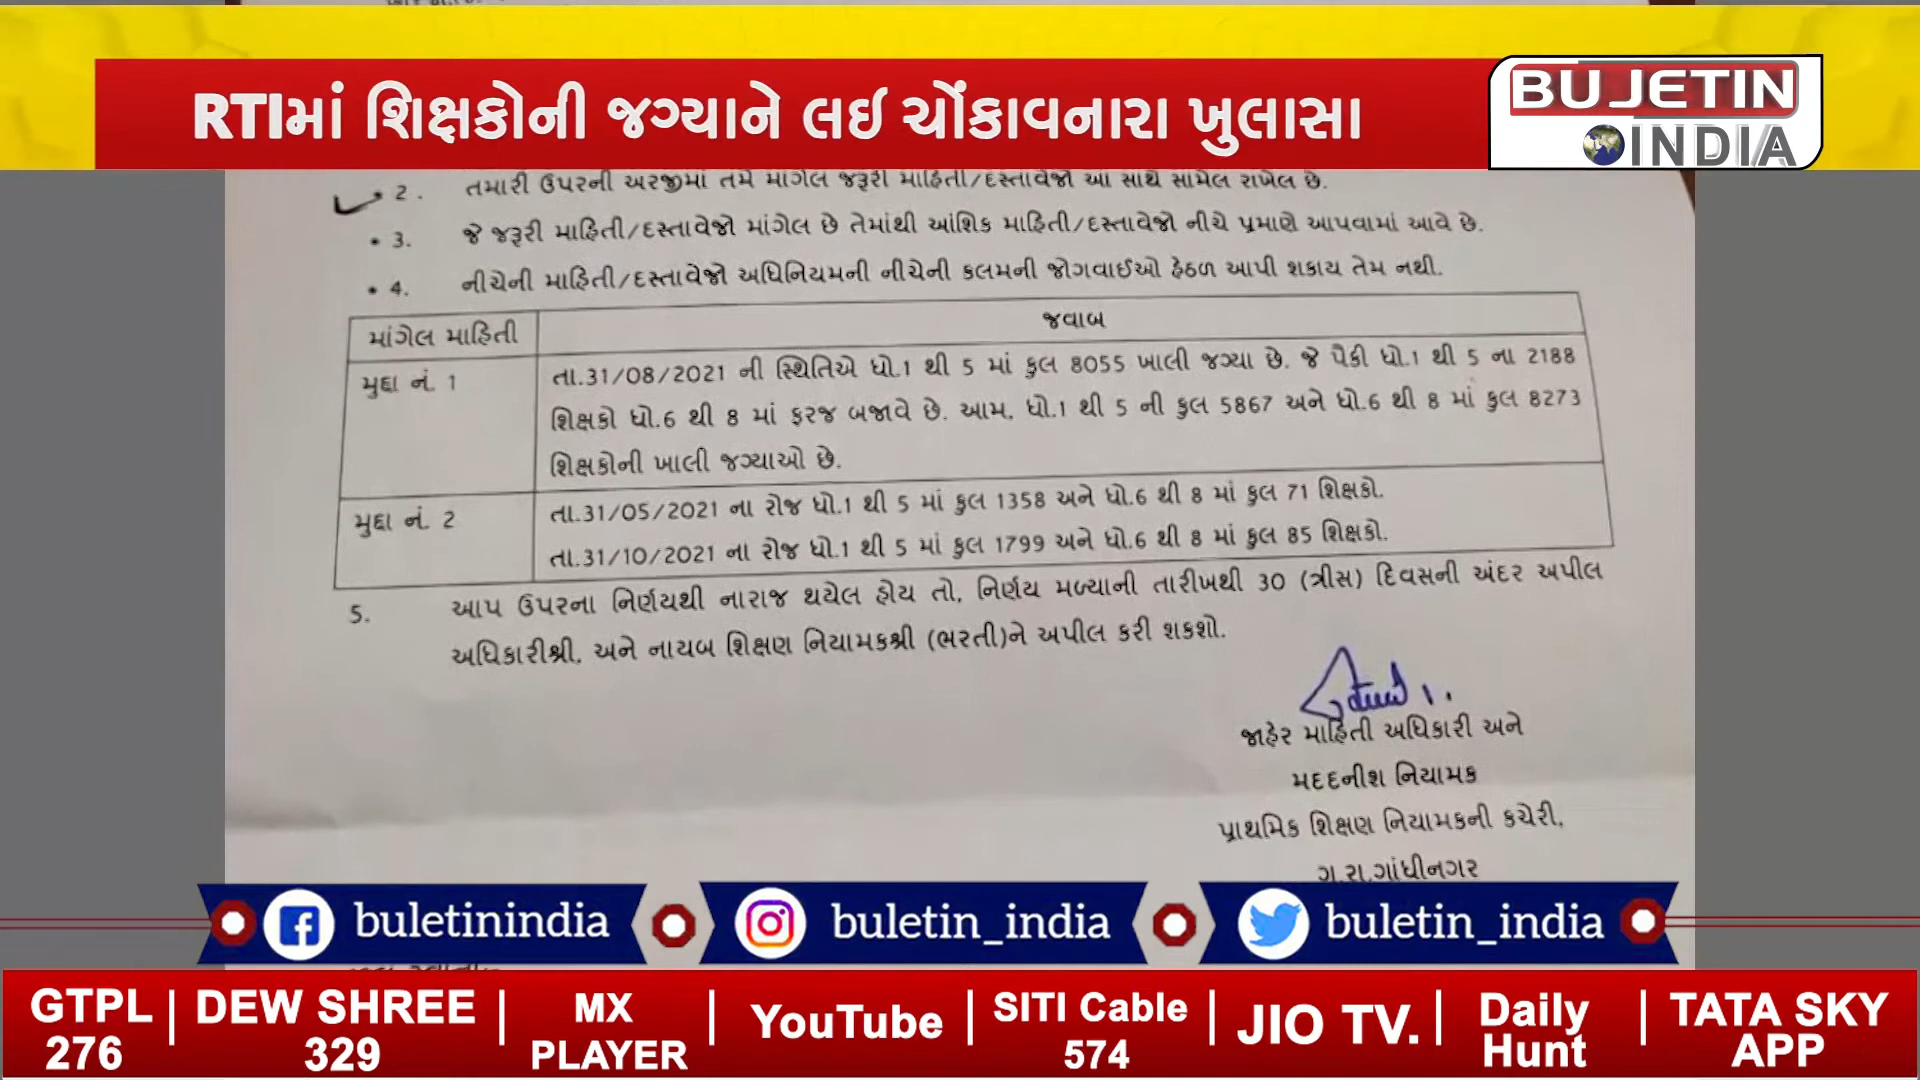 RTIમાં શિક્ષકોની જગ્યાને લઈ ચોંકાવનારા ખુલાસા
BUJETIN
INDIA
2. તમારી ઉપરની અરજીમાં તમે માંગેલ જરૂરી માહિતી/દસ્તાવેજો આ સાથે સામેલ રાખેલ છે.
• 3. જે જરૂરી માહિતી/દસ્તાવેજો માંગેલ છે તેમાંથી આંશિક માહિતી/દસ્તાવેજો નીચે પ્રમાણે આપવામાં આવે છે.
• 4. નીચેની માહિતી/દસ્તાવેજો અધિનિયમની નીચેની કલમની જોગવાઈઓ હેઠળ આપી શકાય તેમ નથી.
માંગેલ માહિતી જવાબ
મુદ્દા નં. 1 તા.31/08/2021 ની સ્થિતિએ ધો.1 થી 5 માં કુલ 8055 ખાલી જગ્યા છે. જે પૈકી ધો.1 થી 5 ના 2188
શિક્ષકો ધો.6 થી 8 માં ફરજ બજાવે છે. આમ, ધો.1 થી 5 ની કુલ 5867 અને ધો.6 થી 8 માં કુલ 8273
શિક્ષકોની ખાલી જગ્યાઓ છે.
મુદ્દા નં. 2 તા.31/05/2021 ના રોજ ધો.1 થી 5 માં કુલ 1358 અને ધો.6 થી 8 માં કુલ 71 શિક્ષકો.
તા.31/10/2021 ના રોજ ધો.1 થી 5 માં કુલ 1799 અને ધો.6 થી 8 માં કુલ 85 શિક્ષકો.
5. આપ ઉપરના નિર્ણયથી નારાજ થયેલ હોય તો, નિર્ણય મળ્યાની તારીખથી 30 (ત્રીસ) દિવસની અંદર અપીલ
અધિકારીશ્રી, અને નાયબ શિક્ષણ નિયામકશ્રી (ભરતી)ને અપીલ કરી શકશો.
જાહેર માહિતી અધિકારી અને
મદદનીશ નિયામક
પ્રાથમિક શિક્ષણ નિયામકની કચેરી,
ગુ.રા.ગાંધીનગર
buletinindia buletin_india buletin_india
GTPL 276 | DEW SHREE 329 | MX PLAYER | YouTube | SITI Cable 574 | JIO TV. | Daily Hunt | TATA SKY APP